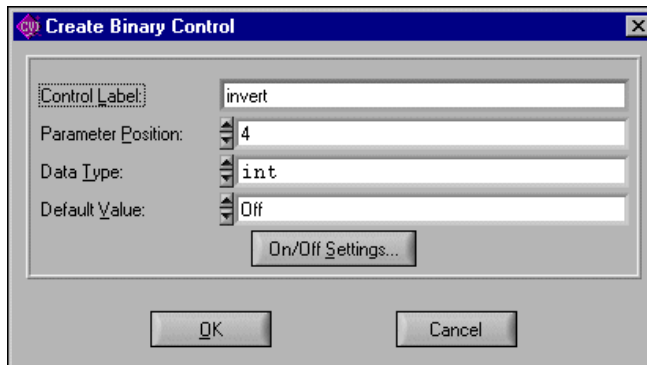 CVI Create Binary Control
Control Label: invert
Parameter Position: 4
Data Type: int
Default Value: Off
On/Off Settings...
OK Cancel